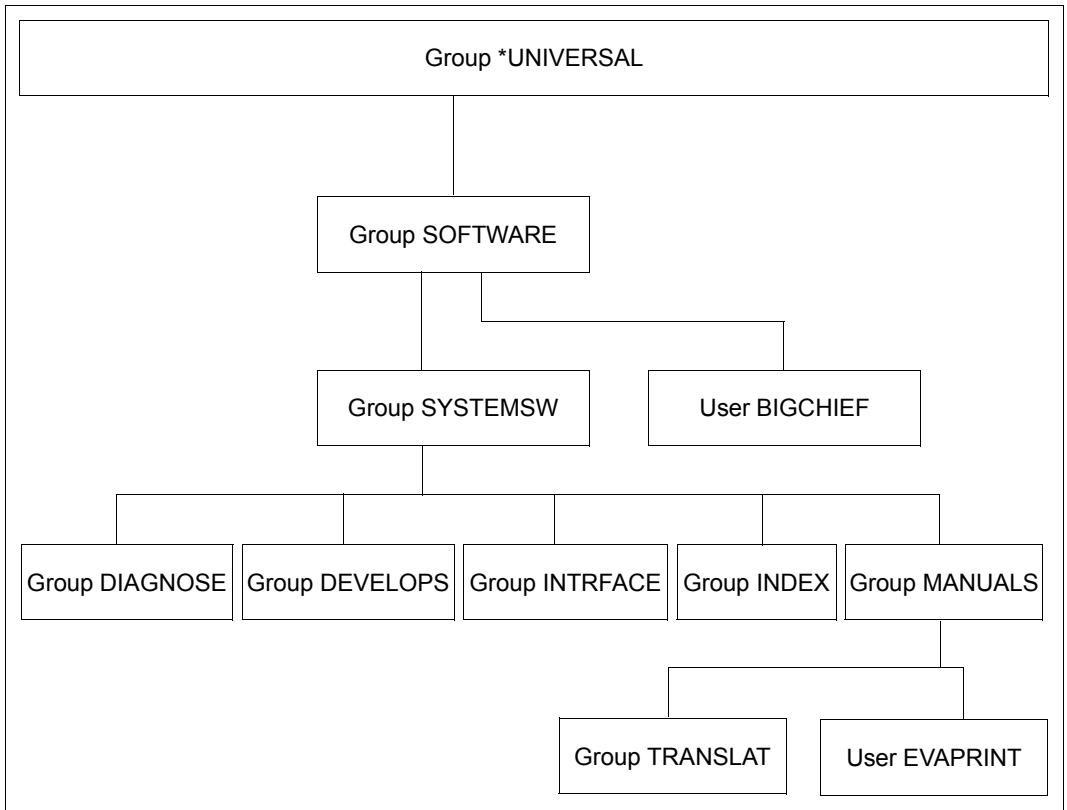 Group *UNIVERSAL
Group SOFTWARE
Group SYSTEMSW
User BIGCHIEF
Group DIAGNOSE
Group DEVELOPS
Group INTRFACE
Group INDEX
Group MANUALS
Group TRANSLAT
User EVAPRINT